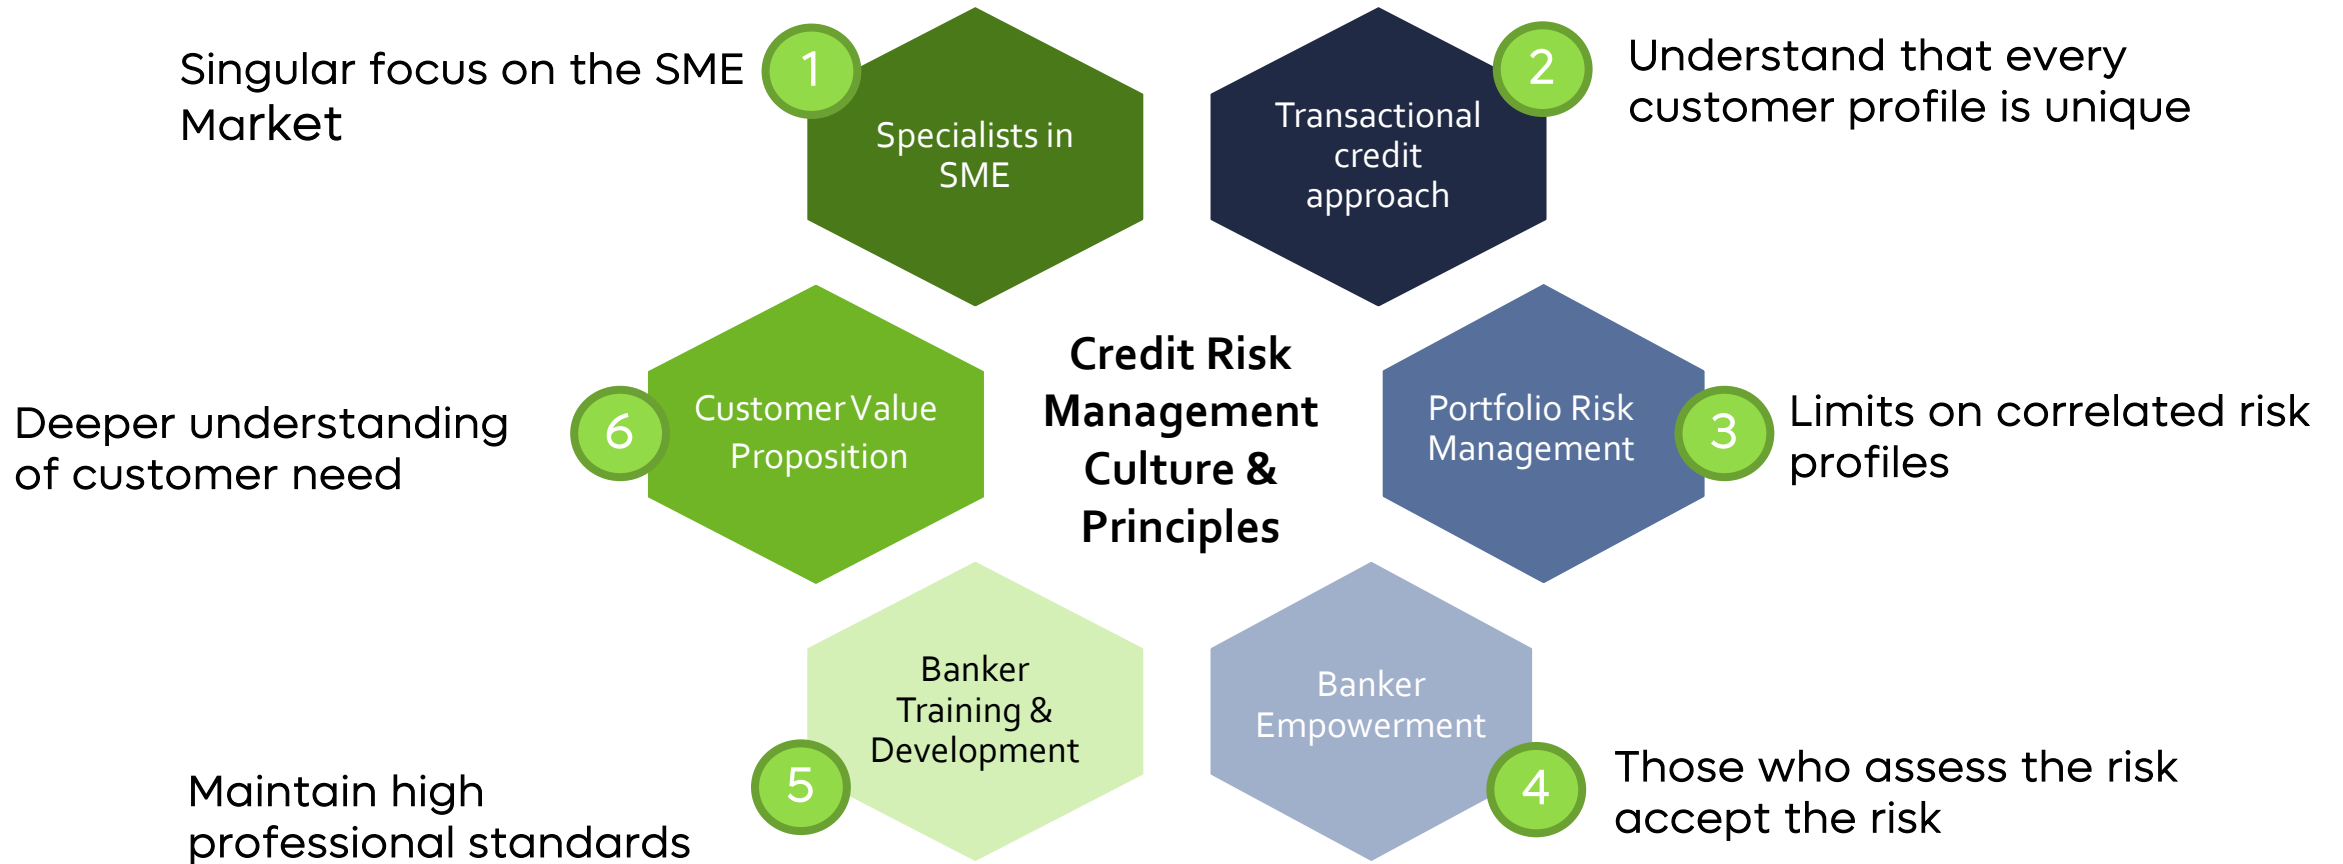 Singular focus on the SME
Market
1
Specialists in
SME
Transactional
credit
approach
2
Understand that every
customer profile is unique
Credit Risk
Management
Culture &
Principles
Portfolio Risk
Management
3
Limits on correlated risk
profiles
Banker
Empowerment
4
Those who assess the risk
accept the risk
Banker
Training &
Development
5
Maintain high
professional standards
Customer Value
Proposition
6
Deeper understanding
of customer need